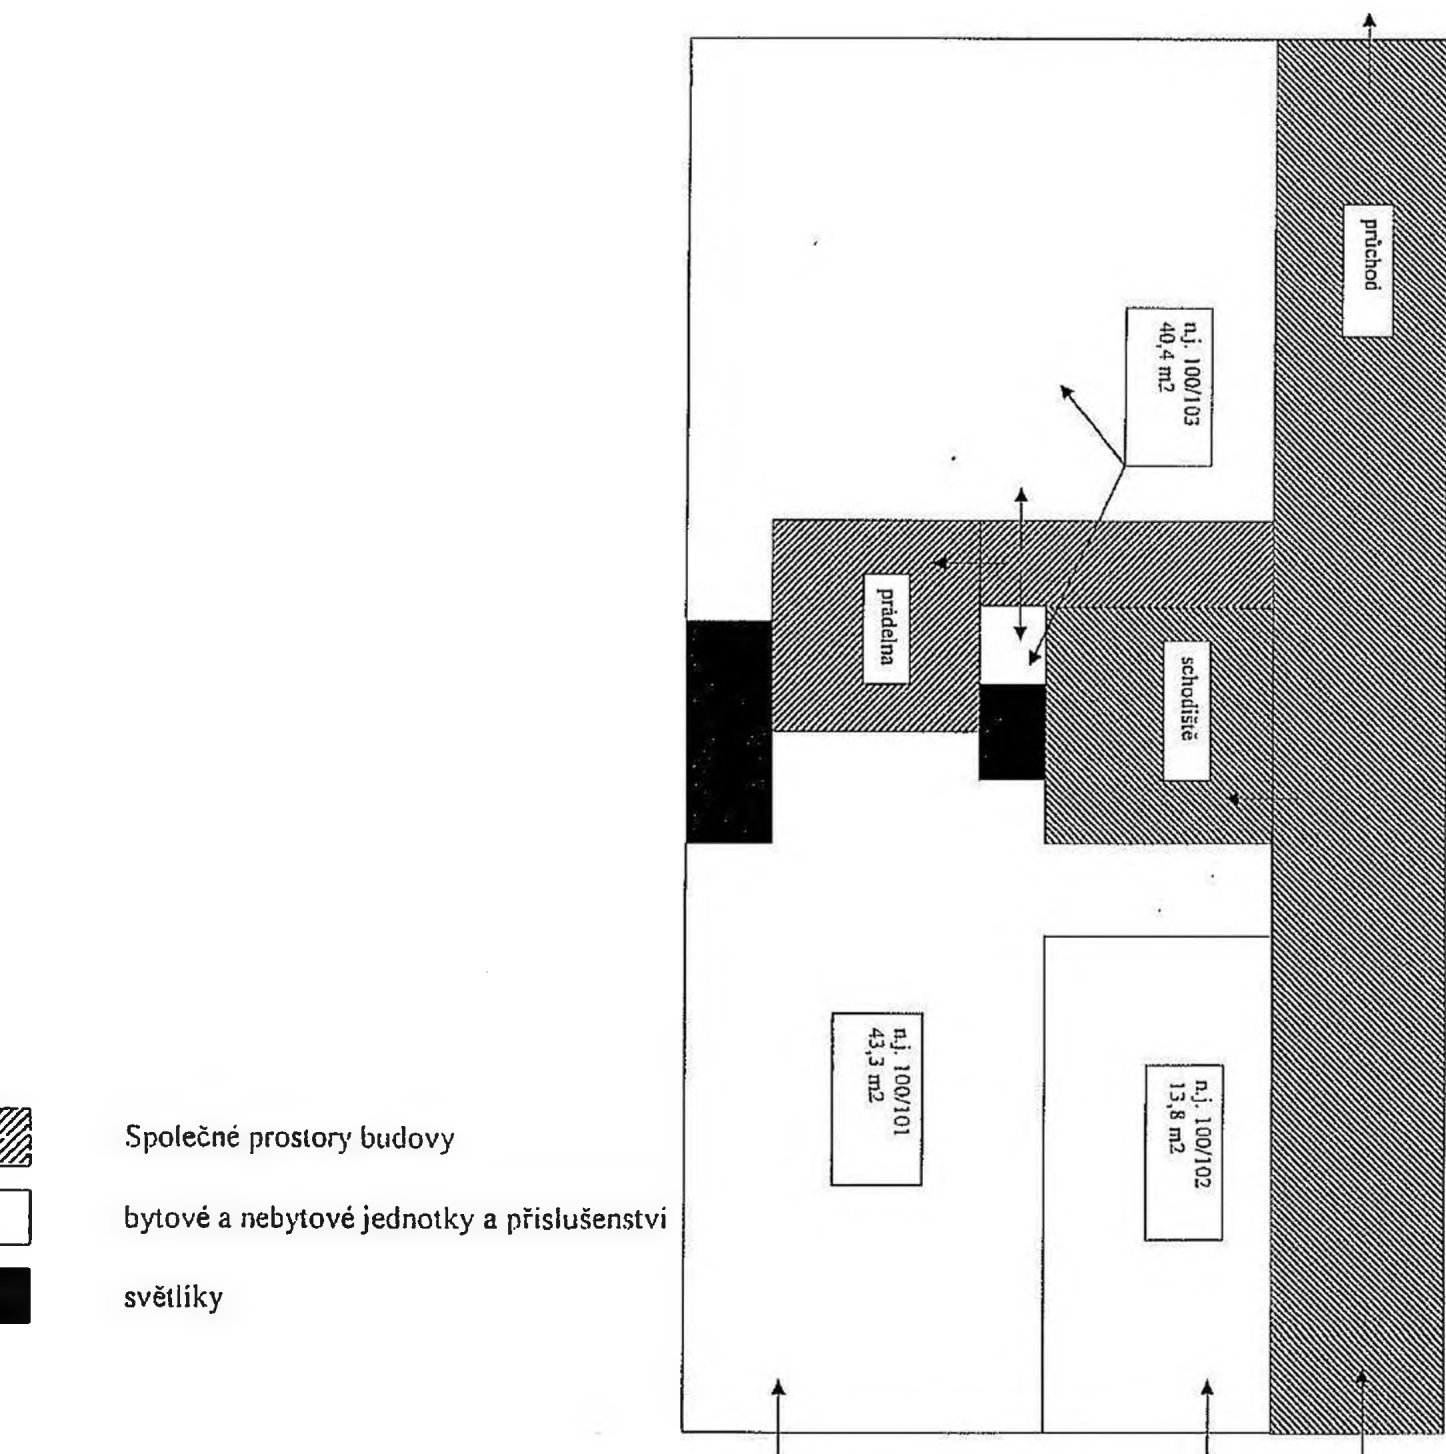 průchod
n.j. 100/103
40,4 m2
prádelna
schodiště
n.j. 100/101
43,3 m2
n.j. 100/102
13,8 m2
Společné prostory budovy
bytové a nebytové jednotky a příslušenství
světlíky